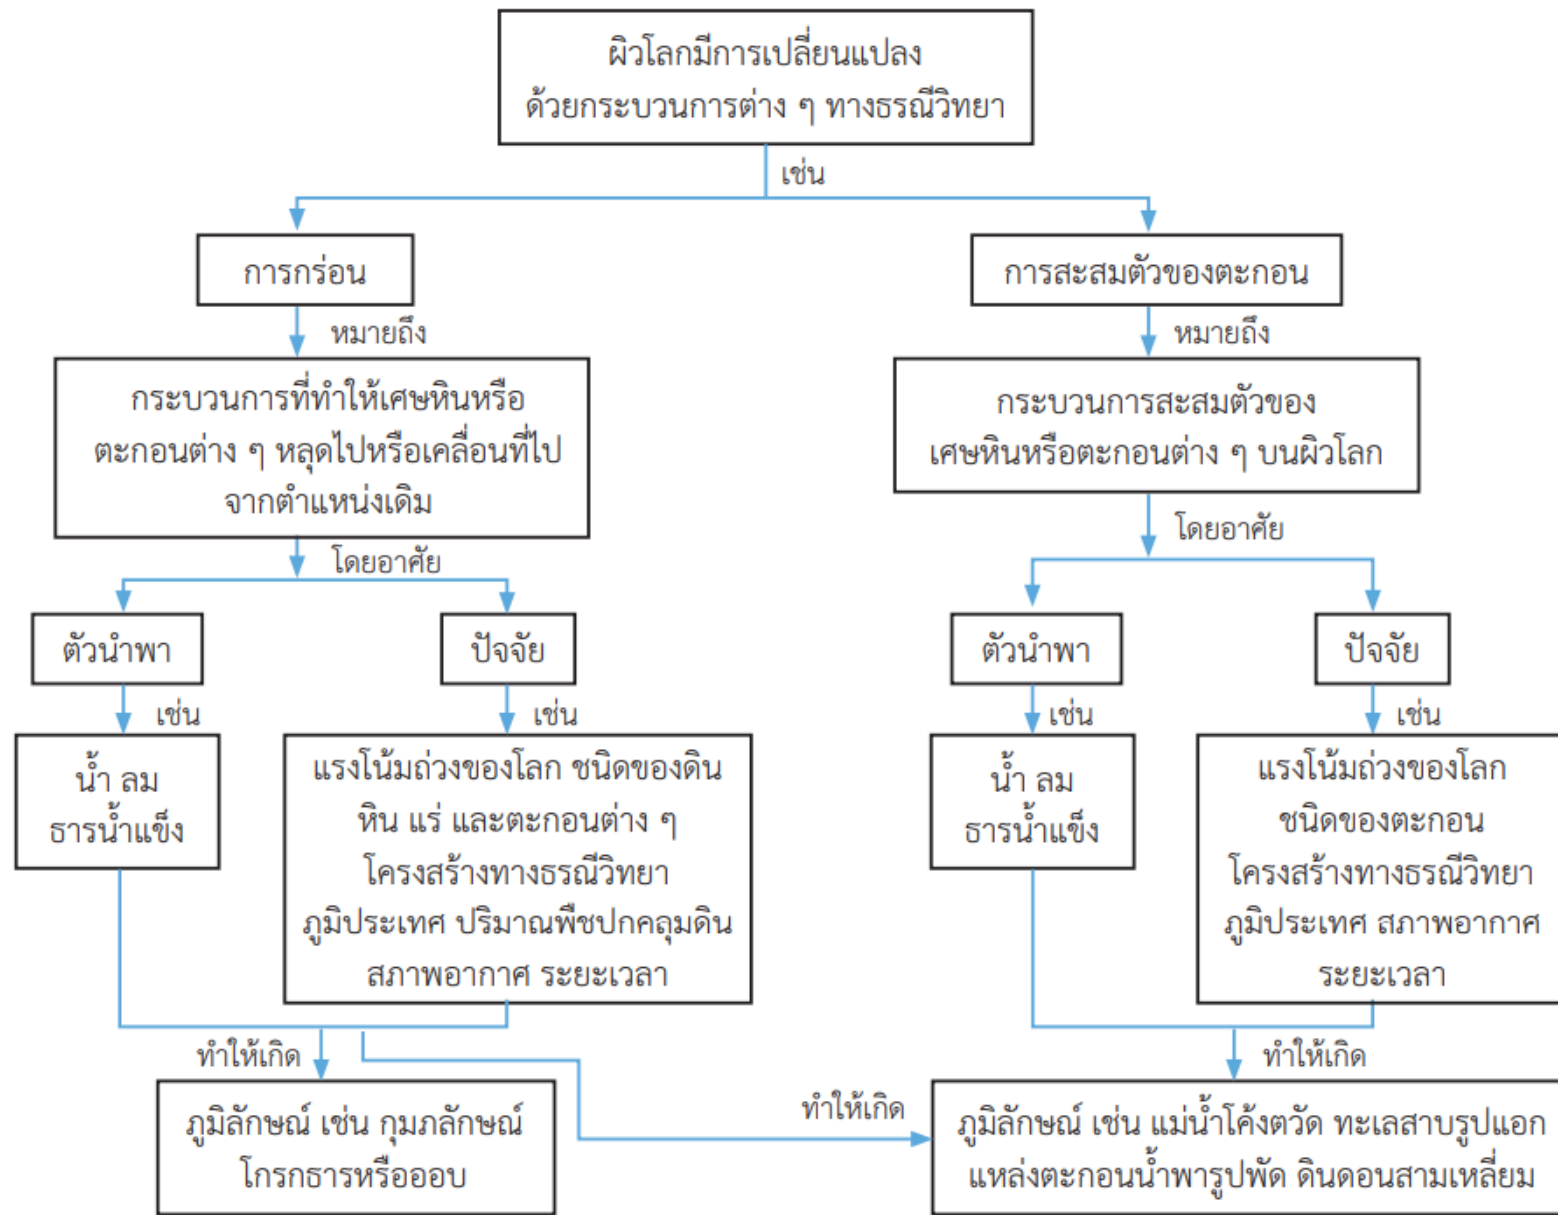 ผิวโลกมีการเปลี่ยนแปลง
ด้วยกระบวนการต่าง ๆ ทางธรณีวิทยา
เช่น
การกร่อน
หมายถึง
กระบวนการที่ทำให้เศษหินหรือ
ตะกอนต่าง ๆ หลุดไปหรือเคลื่อนที่ไป
จากตำแหน่งเดิม
โดยอาศัย
ตัวนำพา
เช่น
น้ำ ลม
ธารน้ำแข็ง
ปัจจัย
เช่น
แรงโน้มถ่วงของโลก ชนิดของดิน
หิน แร่ และตะกอนต่าง ๆ
โครงสร้างทางธรณีวิทยา
ภูมิประเทศ ปริมาณพืชปกคลุมดิน
สภาพอากาศ ระยะเวลา
ทำให้เกิด
ภูมิลักษณ์ เช่น กุมภลักษณ์
โกรกธารหรือออบ
การสะสมตัวของตะกอน
หมายถึง
กระบวนการสะสมตัวของ
เศษหินหรือตะกอนต่าง ๆ บนผิวโลก
โดยอาศัย
ตัวนำพา
เช่น
น้ำ ลม
ธารน้ำแข็ง
ปัจจัย
เช่น
แรงโน้มถ่วงของโลก
ชนิดของตะกอน
โครงสร้างทางธรณีวิทยา
ภูมิประเทศ สภาพอากาศ
ระยะเวลา
ทำให้เกิด
ทำให้เกิด
ภูมิลักษณ์ เช่น แม่น้ำโค้งตวัด ทะเลสาบรูปแอก
แหล่งตะกอนน้ำพารูปพัด ดินดอนสามเหลี่ยม